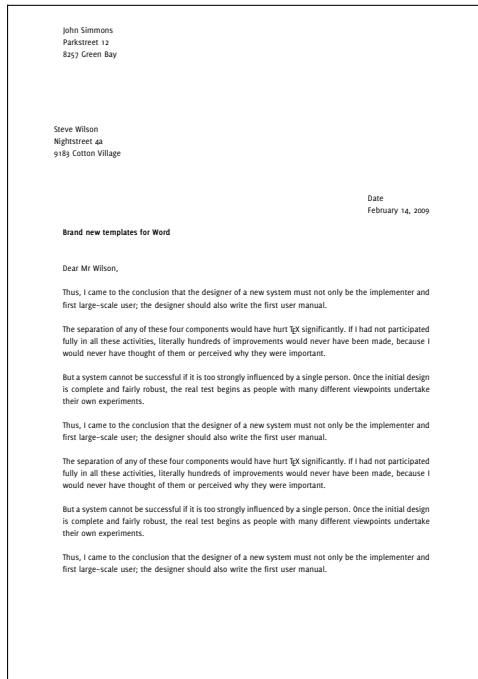 John Simmons
Parkstreet 12
8257 Green Bay
Steve Wilson
Nightstreet 4a
9183 Cotton Village
Date
February 14, 2009
Brand new templates for Word
Dear Mr Wilson,
Thus, I came to the conclusion that the designer of a new system must not only be the implementer and
first large-scale user; the designer should also write the first user manual.
The separation of any of these four components would have hurt TEX significantly. If I had not participated
fully in all these activities, literally hundreds of improvements would never have been made, because I
would never have thought of them or perceived why they were important.
But a system cannot be successful if it is too strongly influenced by a single person. Once the initial design
is complete and fairly robust, the real test begins as people with many different viewpoints undertake
their own experiments.
Thus, I came to the conclusion that the designer of a new system must not only be the implementer and
first large-scale user; the designer should also write the first user manual.
The separation of any of these four components would have hurt TEX significantly. If I had not participated
fully in all these activities, literally hundreds of improvements would never have been made, because I
would never have thought of them or perceived why they were important.
But a system cannot be successful if it is too strongly influenced by a single person. Once the initial design
is complete and fairly robust, the real test begins as people with many different viewpoints undertake
their own experiments.
Thus, I came to the conclusion that the designer of a new system must not only be the implementer and
first large-scale user; the designer should also write the first user manual.